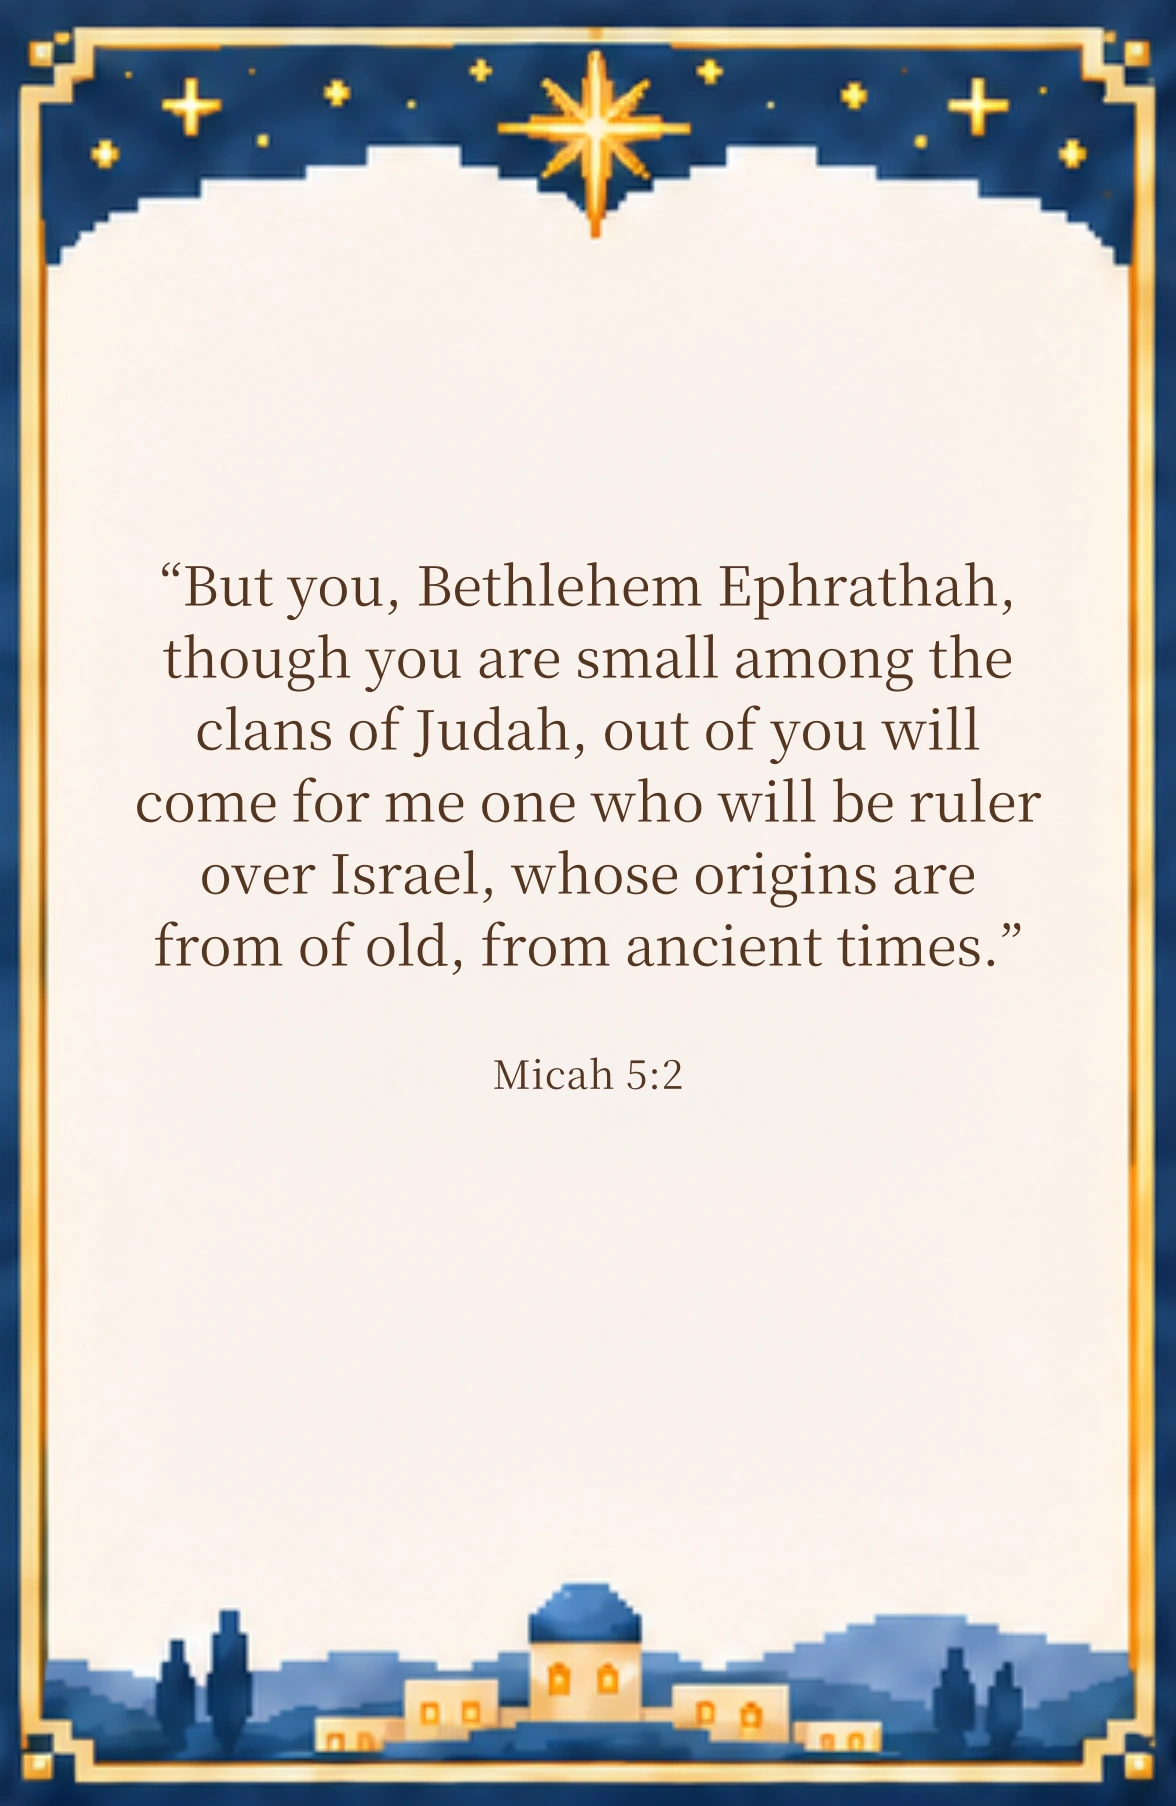 “But you, Bethlehem Ephrathah,
though you are small among the
clans of Judah, out of you will
come for me one who will be ruler
over Israel, whose origins are
from of old, from ancient times.”
Micah 5:2